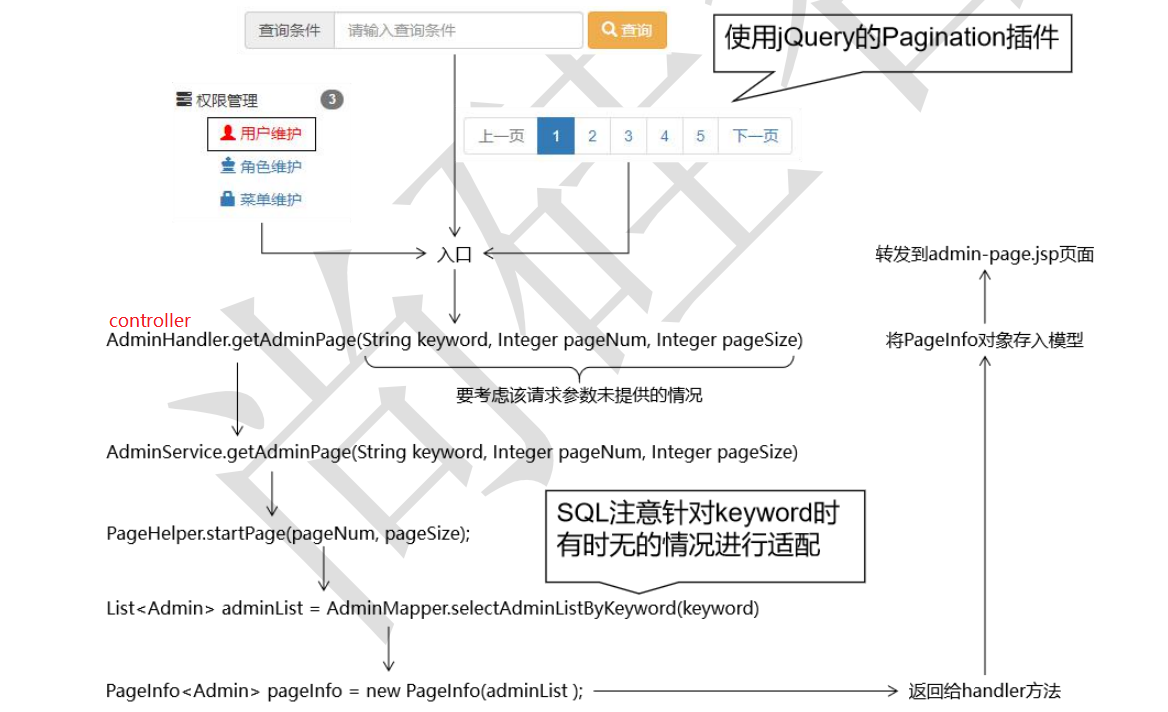 查询条件 请输入查询条件 查询
使用jQuery的Pagination插件
权限管理 3
用户维护
角色维护
菜单维护
上一页 1 2 3 4 5 下一页
入口
转发到admin-page.jsp页面
controller
AdminHandler.getAdminPage(String keyword, Integer pageNum, Integer pageSize)
将PageInfo对象存入模型
要考虑该请求参数未提供的情况
AdminService.getAdminPage(String keyword, Integer pageNum, Integer pageSize)
SQL注意针对keyword时
有时无的情况进行适配
PageHelper.startPage(pageNum, pageSize);
List<Admin> adminList = AdminMapper.selectAdminListByKeyword(keyword)
PageInfo<Admin> pageInfo = new PageInfo(adminList );
返回给handler方法
尚硅